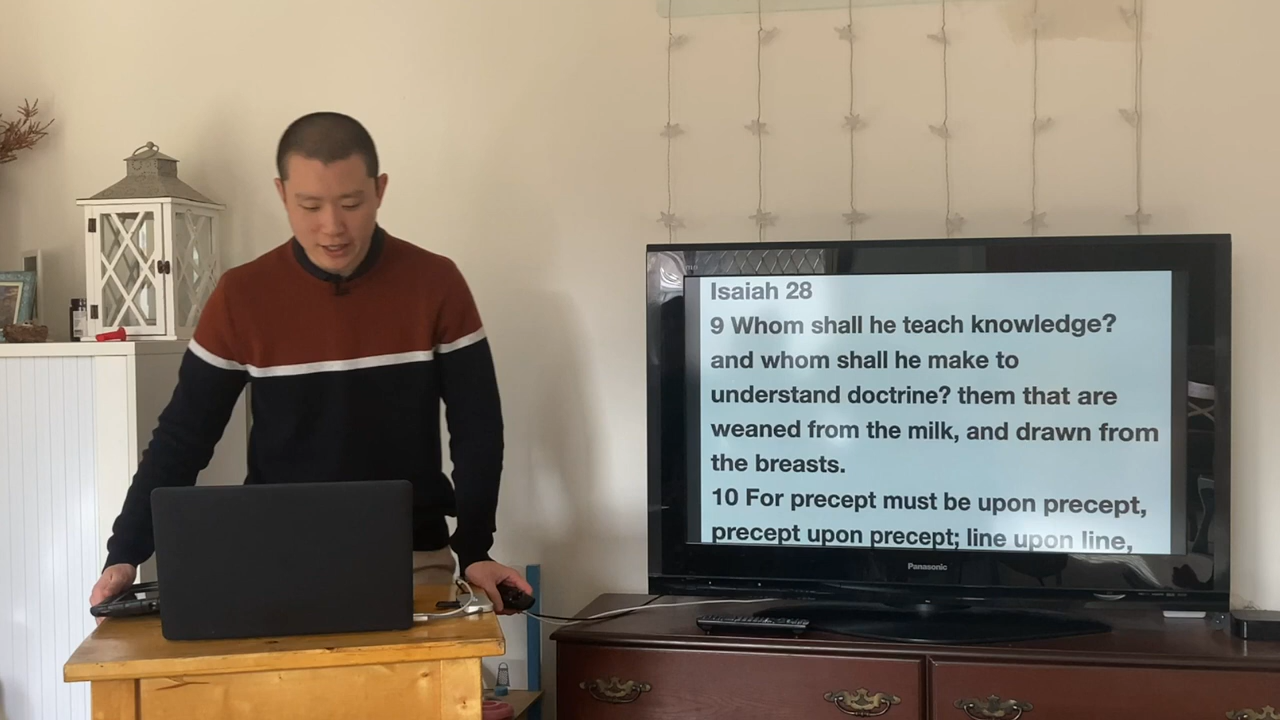 Isaiah 28
9 Whom shall he teach knowledge?
and whom shall he make to
understand doctrine? them that are
weaned from the milk, and drawn from
the breasts.
10 For precept must be upon precept,
precept upon precept; line upon line,
Panasonic